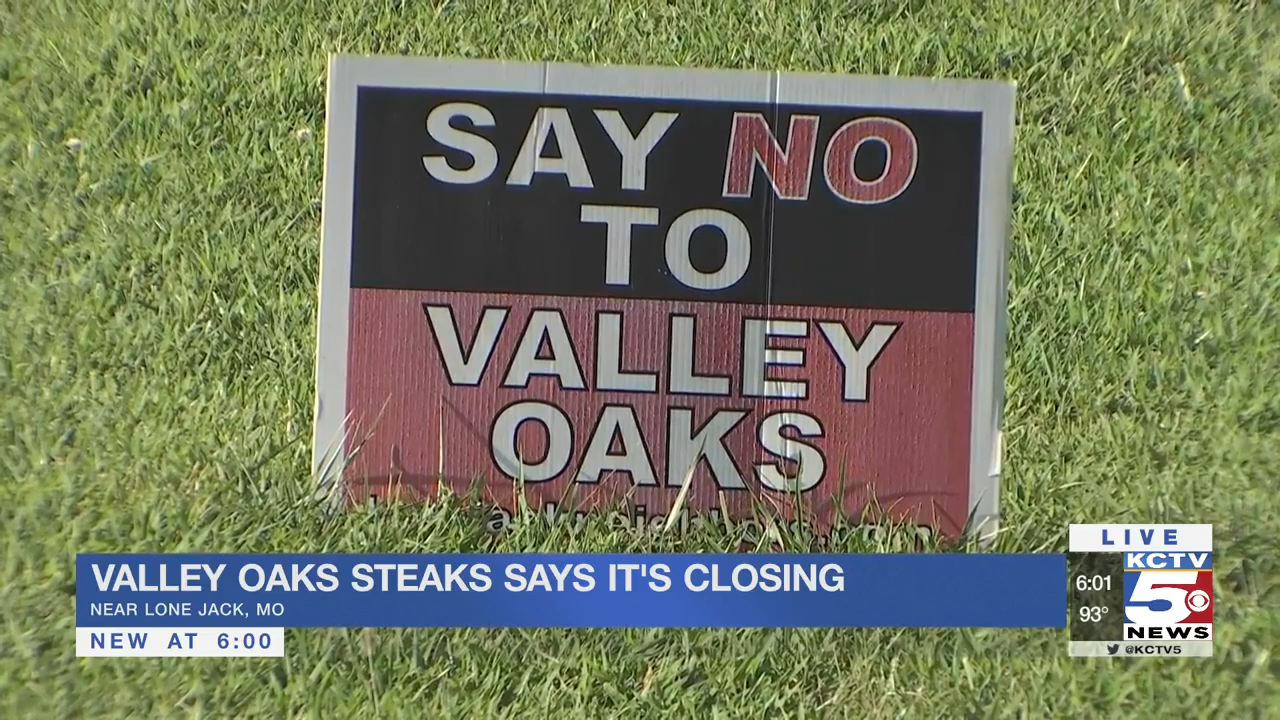 SAY NO
TO
VALLEY
OAKS
VALLEY OAKS STEAKS SAYS IT'S CLOSING
NEAR LONE JACK, MO
NEW AT 6:00
LIVE
KCTV
6:01
5
93°
NEWS
@KCTV5